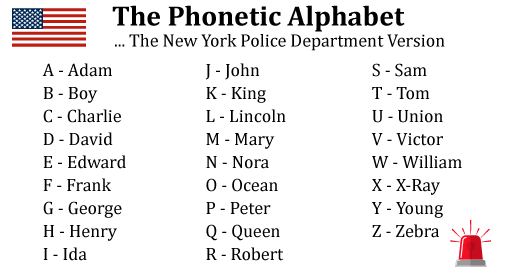 The Phonetic Alphabet
... The New York Police Department Version
A - Adam
B - Boy
C - Charlie
D - David
E - Edward
F - Frank
G - George
H - Henry
I - Ida
J - John
K - King
L - Lincoln
M - Mary
N - Nora
O - Ocean
P - Peter
Q - Queen
R - Robert
S - Sam
T - Tom
U - Union
V - Victor
W - William
X - X-Ray
Y - Young
Z - Zebra